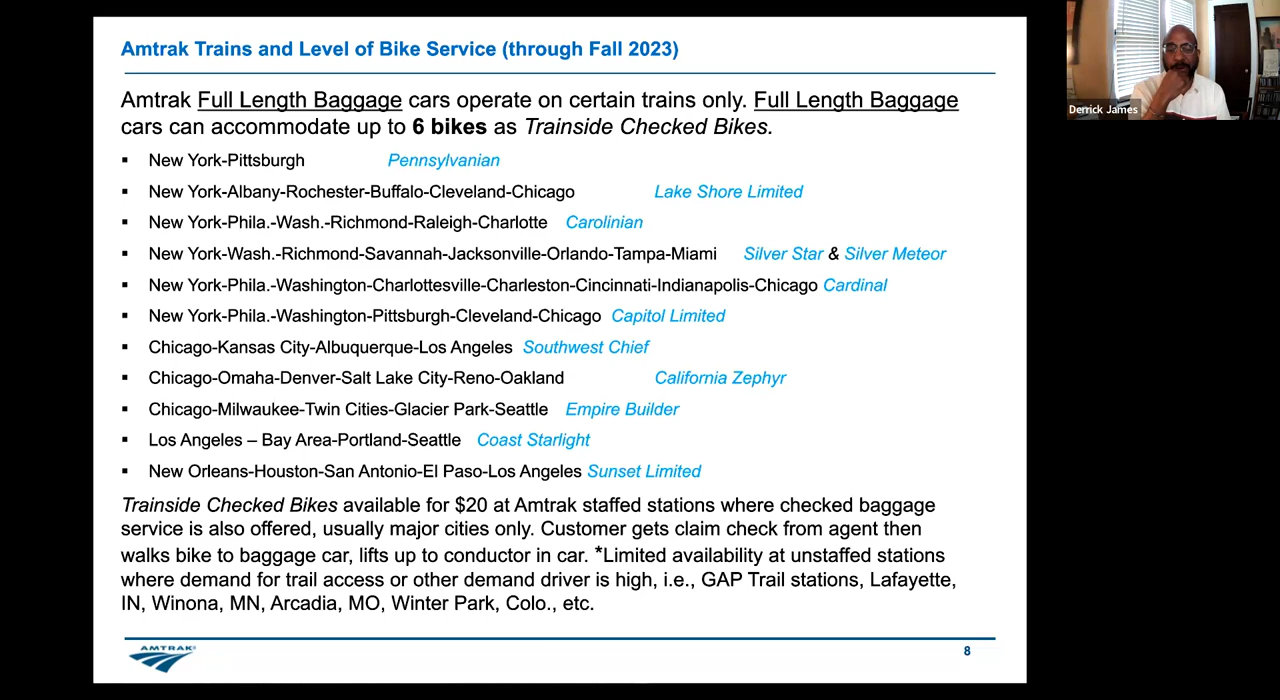 Amtrak Trains and Level of Bike Service (through Fall 2023)
Amtrak Full Length Baggage cars operate on certain trains only. Full Length Baggage
cars can accommodate up to 6 bikes as Trainside Checked Bikes.
▪ New York-Pittsburgh Pennsylvanian
▪ New York-Albany-Rochester-Buffalo-Cleveland-Chicago Lake Shore Limited
▪ New York-Phila.-Wash.-Richmond-Raleigh-Charlotte Carolinian
▪ New York-Wash.-Richmond-Savannah-Jacksonville-Orlando-Tampa-Miami Silver Star & Silver Meteor
▪ New York-Phila.-Washington-Charlottesville-Charleston-Cincinnati-Indianapolis-Chicago Cardinal
▪ New York-Phila.-Washington-Pittsburgh-Cleveland-Chicago Capitol Limited
▪ Chicago-Kansas City-Albuquerque-Los Angeles Southwest Chief
▪ Chicago-Omaha-Denver-Salt Lake City-Reno-Oakland California Zephyr
▪ Chicago-Milwaukee-Twin Cities-Glacier Park-Seattle Empire Builder
▪ Los Angeles – Bay Area-Portland-Seattle Coast Starlight
▪ New Orleans-Houston-San Antonio-El Paso-Los Angeles Sunset Limited
Trainside Checked Bikes available for $20 at Amtrak staffed stations where checked baggage
service is also offered, usually major cities only. Customer gets claim check from agent then
walks bike to baggage car, lifts up to conductor in car. *Limited availability at unstaffed stations
where demand for trail access or other demand driver is high, i.e., GAP Trail stations, Lafayette,
IN, Winona, MN, Arcadia, MO, Winter Park, Colo., etc.
AMTRAK
8
Derrick James